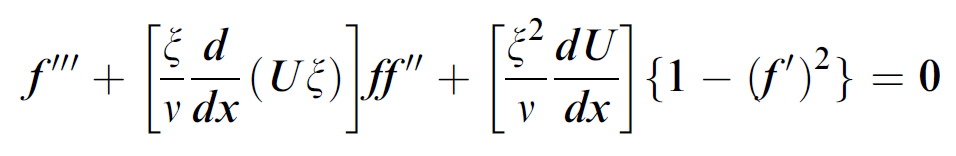 f''' + [ξ/ν d/dx (Uξ)] ff'' + [ξ²/ν dU/dx] {1 − (f')²} = 0